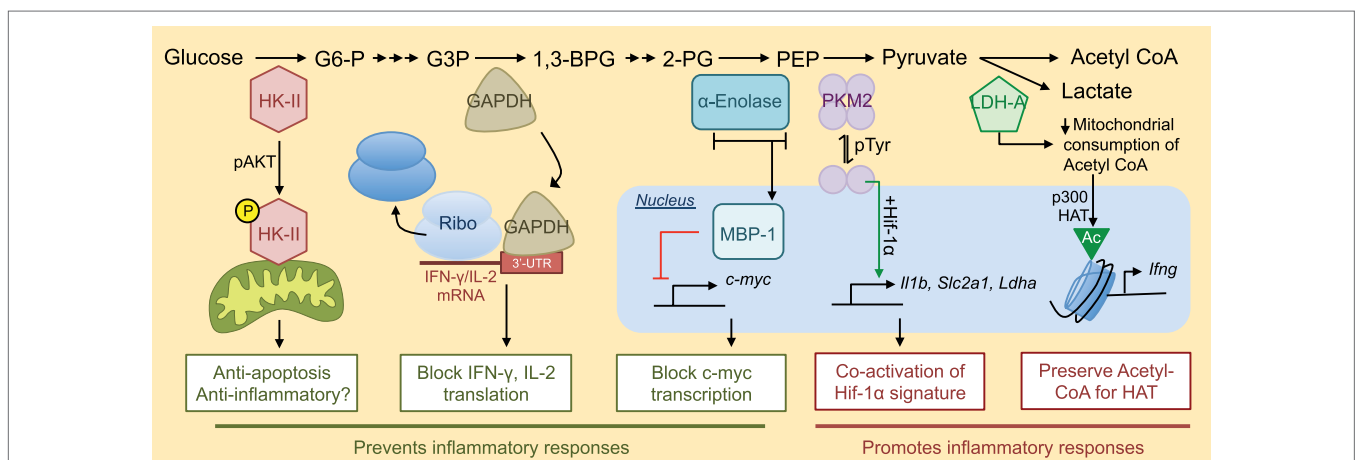 Glucose
G6-P
G3P
1,3-BPG
2-PG
PEP
Pyruvate
Acetyl CoA
Lactate
HK-II
GAPDH
α-Enolase
PKM2
LDH-A
Mitochondrial
consumption of
Acetyl CoA
pAKT
pTyr
P
HK-II
Ribo
GAPDH
3'-UTR
IFN-γ/IL-2
mRNA
Nucleus
MBP-1
c-myc
+Hif-1α
Il1b, Slc2a1, Ldha
p300
HAT
Ac
Ifng
Anti-apoptosis
Anti-inflammatory?
Block IFN-γ, IL-2
translation
Block c-myc
transcription
Co-activation of
Hif-1α signature
Preserve Acetyl-
CoA for HAT
Prevents inflammatory responses
Promotes inflammatory responses